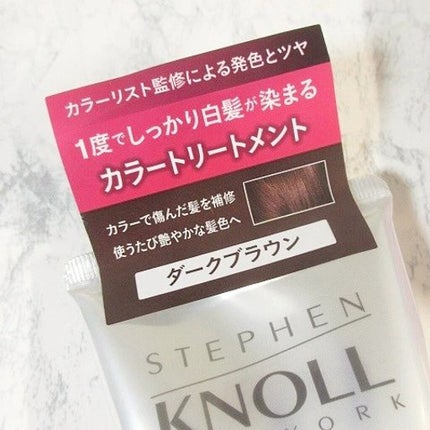 カラーリスト監修による発色とツヤ
1度でしっかり白髪が染まる
カラートリートメント
カラーで傷んだ髪を補修
使うたび艶やかな髪色へ
ダークブラウン
STEPHEN
KNOLL
YORK